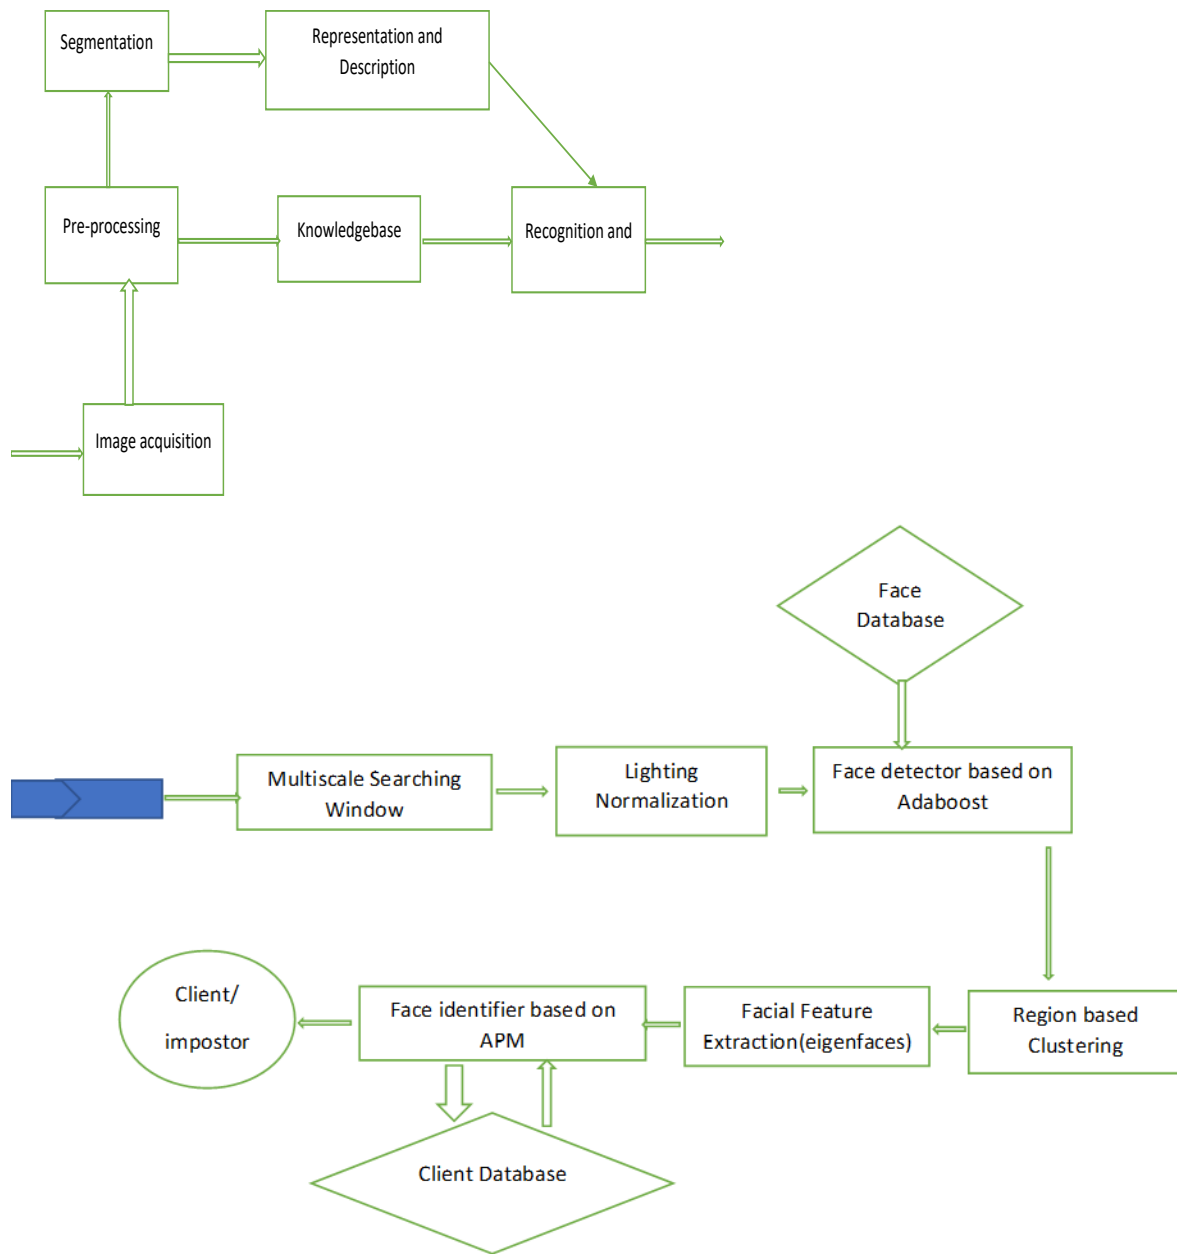 Segmentation
Representation and
Description
Pre-processing
Knowledgebase
Recognition and
Image acquisition
Face
Database
Multiscale Searching
Window
Lighting
Normalization
Face detector based on
Adaboost
Client/
impostor
Face identifier based on
APM
Facial Feature
Extraction(eigenfaces)
Region based
Clustering
Client Database